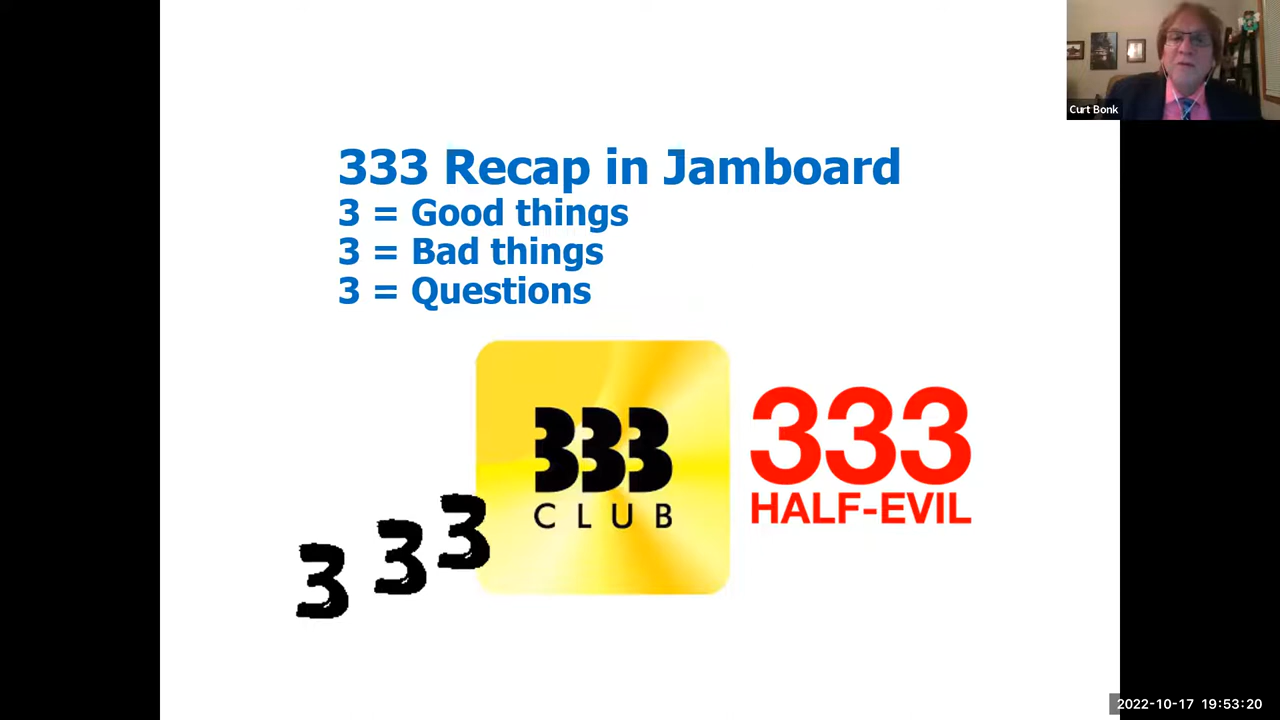 Curt Bonk
333 Recap in Jamboard
3 = Good things
3 = Bad things
3 = Questions
333
CLUB
333
HALF-EVIL
3 3 3
2022-10-17 19:53:20